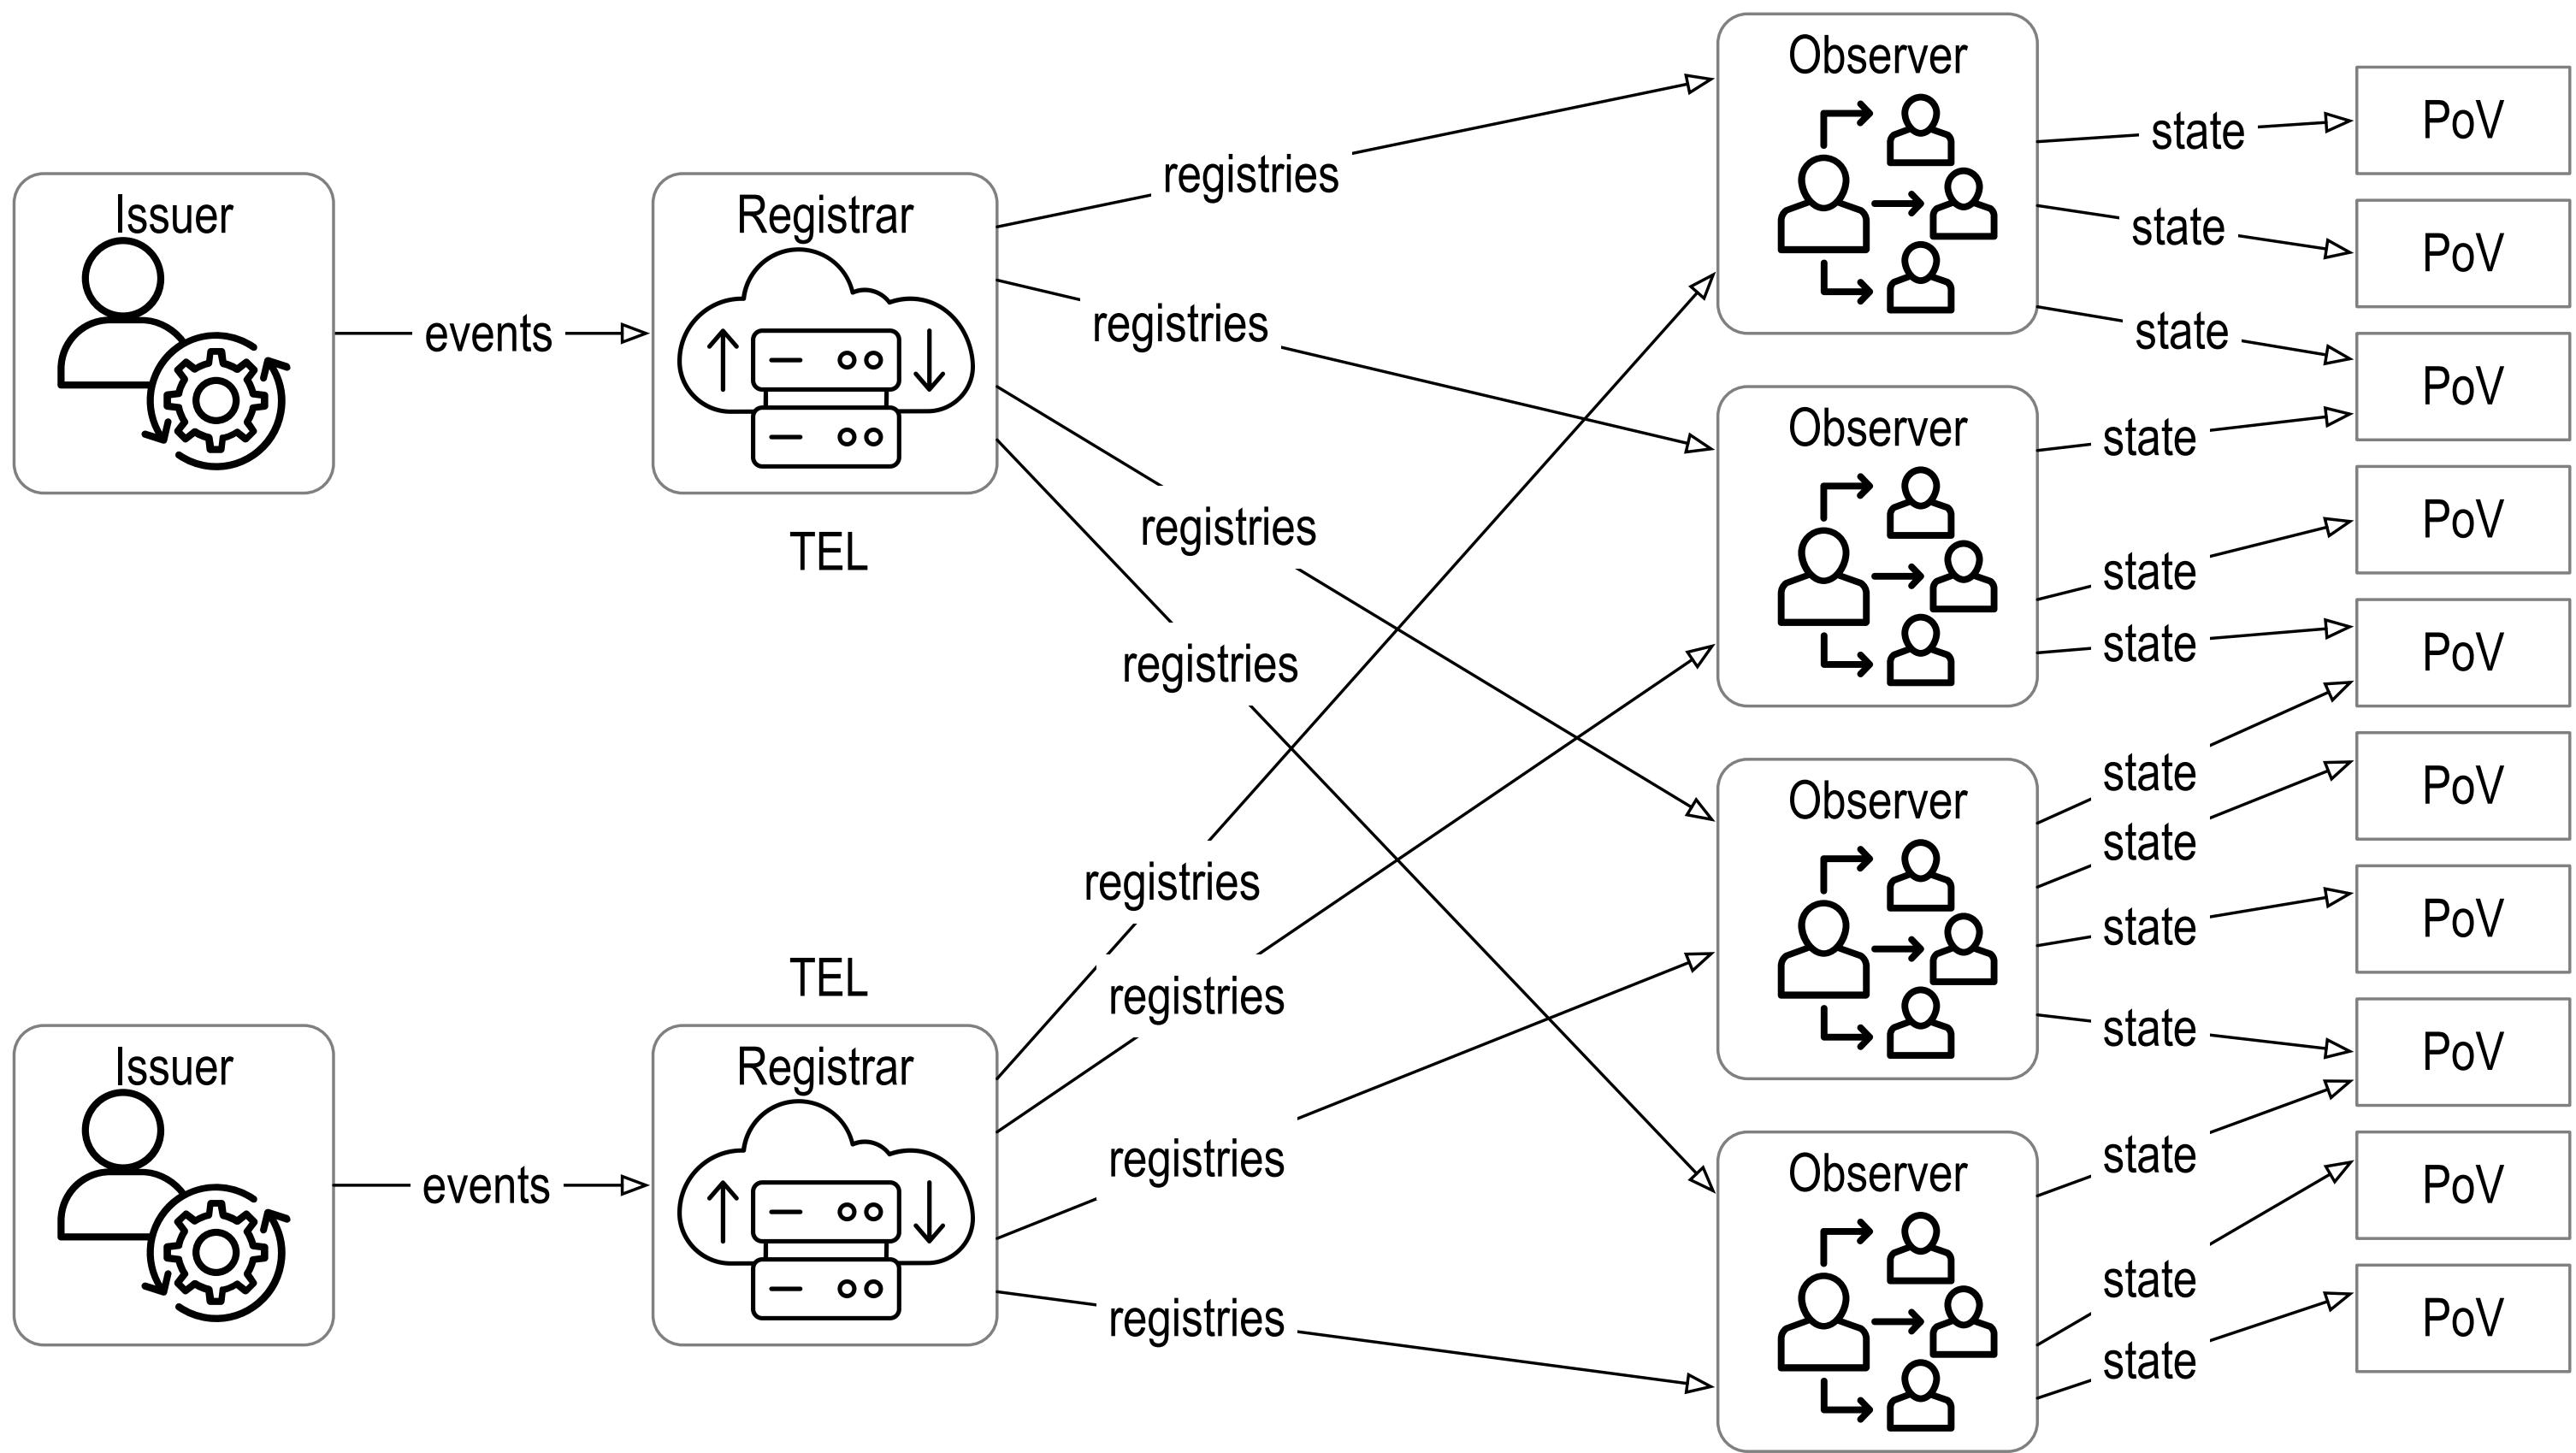 Issuer
events
Registrar
TEL
Issuer
events
TEL
Registrar
registries
registries
registries
registries
registries
registries
registries
registries
Observer
Observer
Observer
Observer
state
state
state
state
state
state
state
state
state
state
state
state
state
PoV
PoV
PoV
PoV
PoV
PoV
PoV
PoV
PoV
PoV